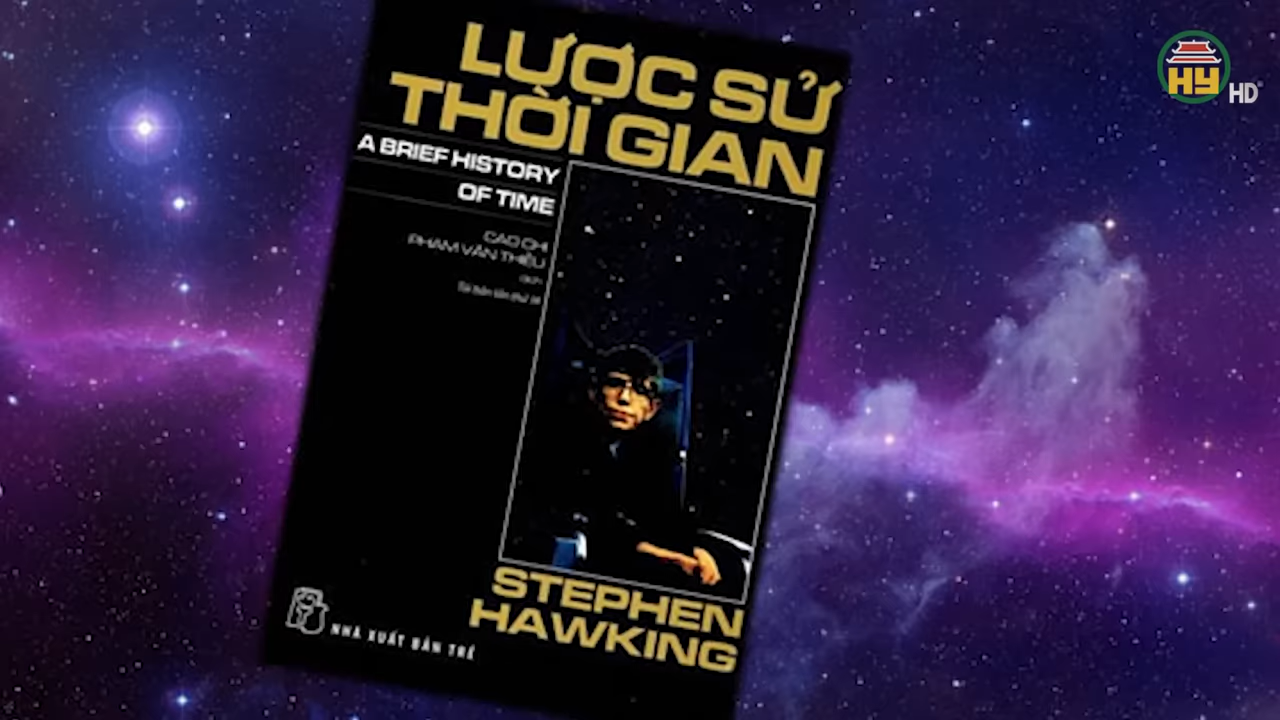 LƯỢC SỬ
THỜI GIAN
A BRIEF HISTORY
OF TIME
CAO CHI
PHẠM VĂN THIỀU
dịch
STEPHEN
HAWKING
NHÀ XUẤT BẢN TRẺ
HY HD